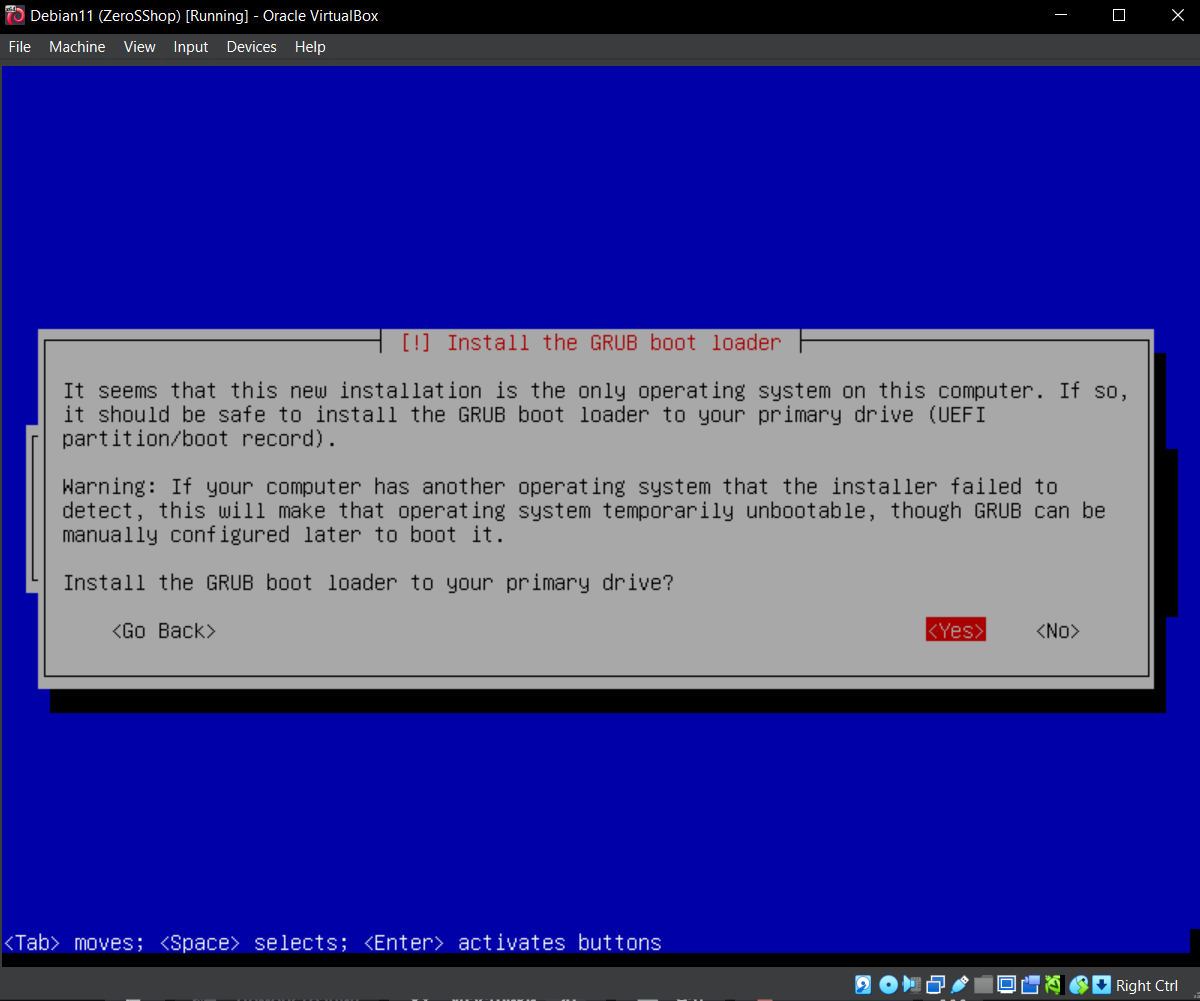 Debian11 (ZeroSShop) [Running] - Oracle VirtualBox
File Machine View Input Devices Help
[!] Install the GRUB boot loader
It seems that this new installation is the only operating system on this computer. If so,
it should be safe to install the GRUB boot loader to your primary drive (UEFI
partition/boot record).
Warning: If your computer has another operating system that the installer failed to
detect, this will make that operating system temporarily unbootable, though GRUB can be
manually configured later to boot it.
Install the GRUB boot loader to your primary drive?
<Go Back> <Yes> <No>
<Tab> moves; <Space> selects; <Enter> activates buttons
Right Ctrl